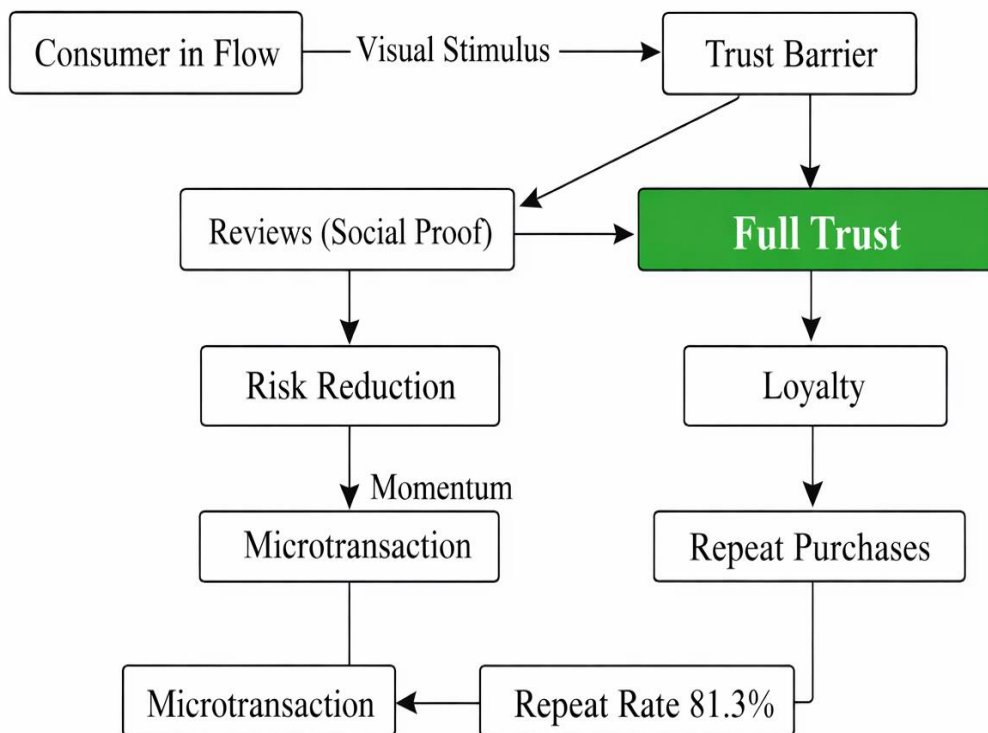 Consumer in Flow
Visual Stimulus
Trust Barrier
Reviews (Social Proof)
Full Trust
Risk Reduction
Loyalty
Momentum
Microtransaction
Repeat Purchases
Microtransaction
Repeat Rate 81.3%